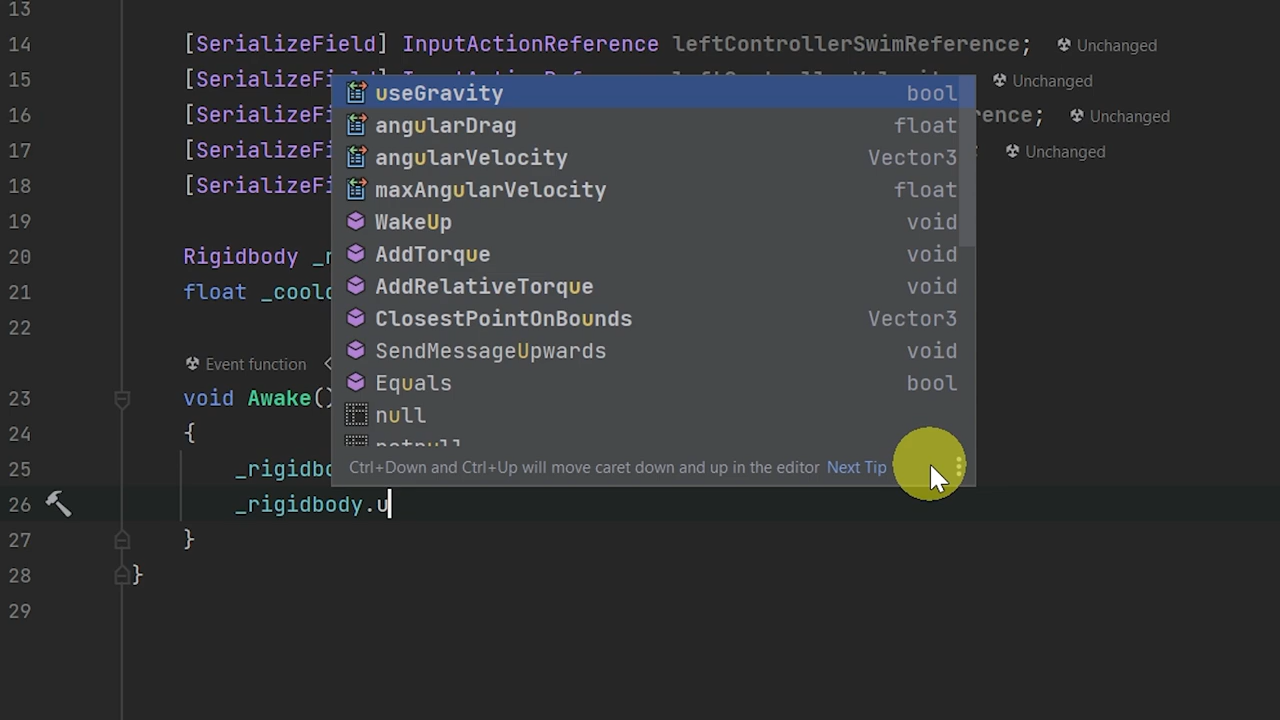 13
14 [SerializeField] InputActionReference leftControllerSwimReference; Unchanged
15 [SerializeFi Unchanged
16 [SerializeFi rence; Unchanged
17 [SerializeFi Unchanged
18 [SerializeFi
19
20 Rigidbody _r
21 float _coold
22
Event function
23 void Awake()
24 {
25 _rigidbo
26 _rigidbody.u
27 }
28 }
29
useGravity bool
angularDrag float
angularVelocity Vector3
maxAngularVelocity float
WakeUp void
AddTorque void
AddRelativeTorque void
ClosestPointOnBounds Vector3
SendMessageUpwards void
Equals bool
null
notnull
Ctrl+Down and Ctrl+Up will move caret down and up in the editor Next Tip